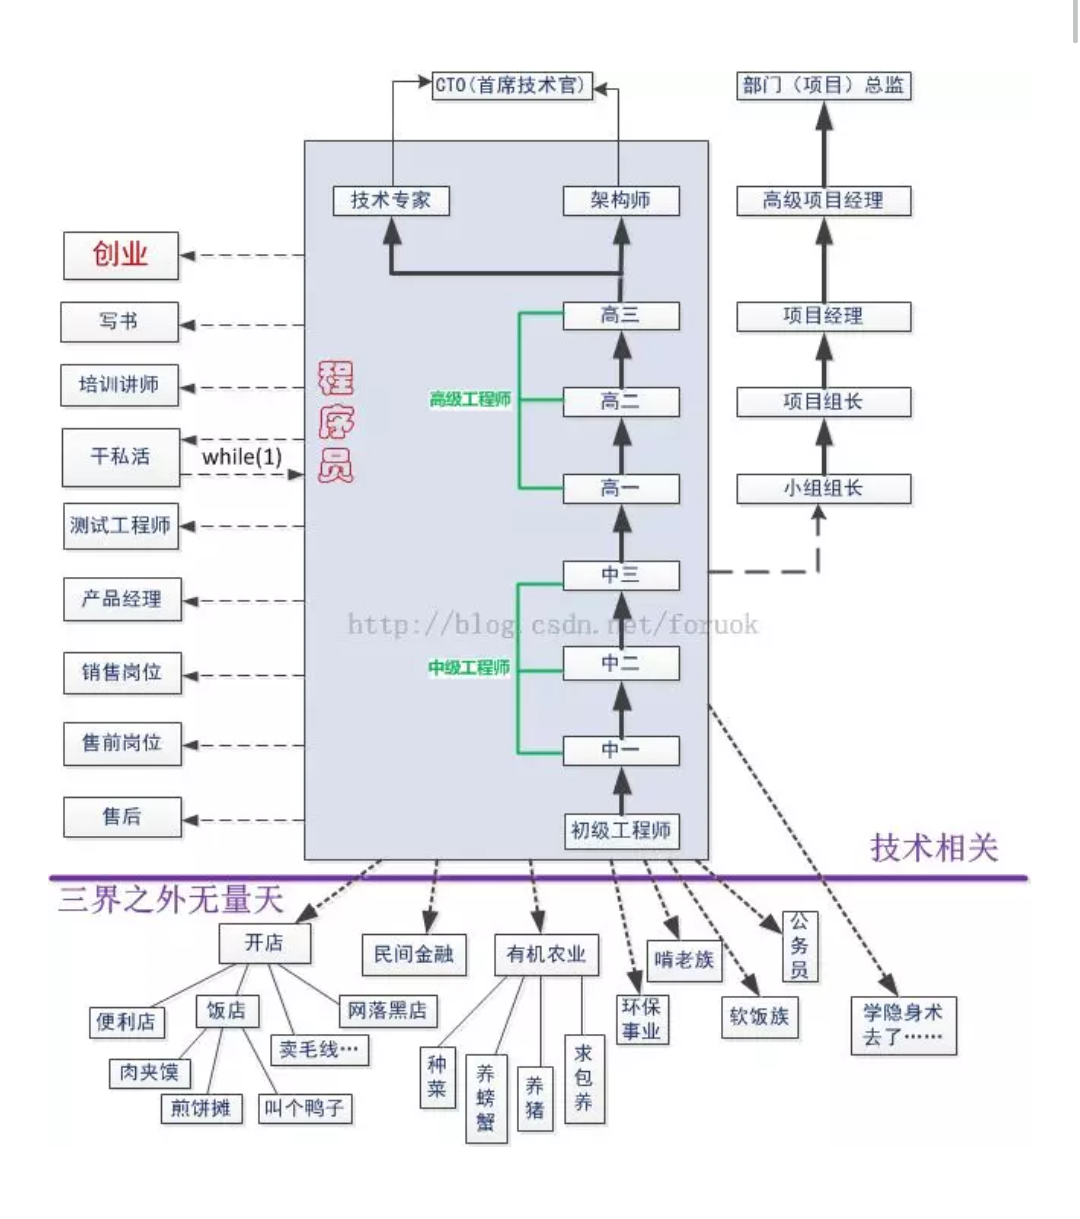 CTO(首席技术官)
部门（项目）总监
技术专家
架构师
高级项目经理
创业
写书
高三
项目经理
培训讲师
程
序
员
高级工程师
高二
项目组长
干私活
while(1)
高一
小组组长
测试工程师
中三
产品经理
http://blog.csdn.net/foruok
中级工程师
中二
销售岗位
售前岗位
中一
售后
初级工程师
技术相关
三界之外无量天
开店
民间金融
有机农业
啃老族
公
务
员
便利店
饭店
网落黑店
环保
事业
软饭族
学隐身术
去了……
卖毛线…
肉夹馍
煎饼摊
叫个鸭子
种
菜
养
螃
蟹
养
猪
求
包
养